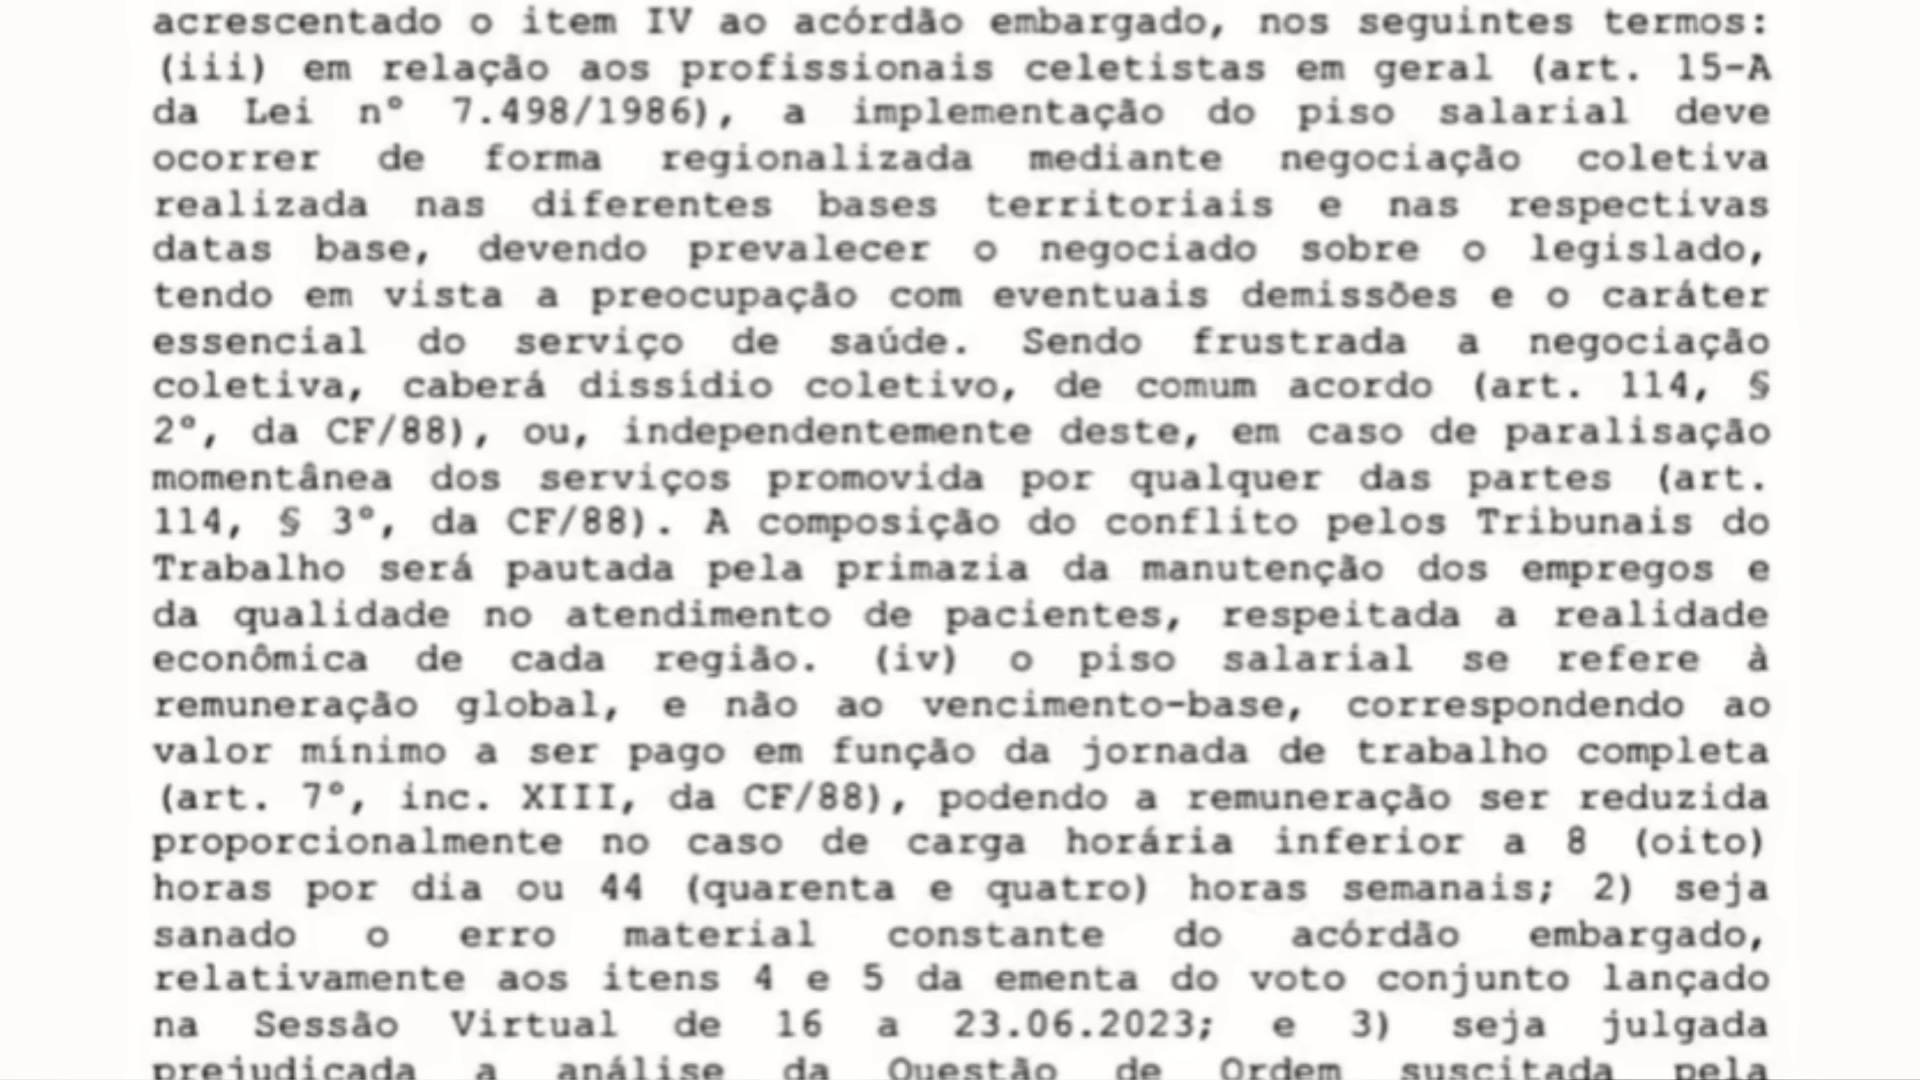 acrescentado o item IV ao acórdão embargado, nos seguintes termos:
(iii) em relação aos profissionais celetistas em geral (art. 15-A
da Lei nº 7.498/1986), a implementação do piso salarial deve
ocorrer de forma regionalizada mediante negociação coletiva
realizada nas diferentes bases territoriais e nas respectivas
datas base, devendo prevalecer o negociado sobre o legislado,
tendo em vista a preocupação com eventuais demissões e o caráter
essencial do serviço de saúde. Sendo frustrada a negociação
coletiva, caberá dissídio coletivo, de comum acordo (art. 114, §
2º, da CF/88), ou, independentemente deste, em caso de paralisação
momentânea dos serviços promovida por qualquer das partes (art.
114, § 3º, da CF/88). A composição do conflito pelos Tribunais do
Trabalho será pautada pela primazia da manutenção dos empregos e
da qualidade no atendimento de pacientes, respeitada a realidade
econômica de cada região. (iv) o piso salarial se refere à
remuneração global, e não ao vencimento-base, correspondendo ao
valor mínimo a ser pago em função da jornada de trabalho completa
(art. 7º, inc. XIII, da CF/88), podendo a remuneração ser reduzida
proporcionalmente no caso de carga horária inferior a 8 (oito)
horas por dia ou 44 (quarenta e quatro) horas semanais; 2) seja
sanado o erro material constante do acórdão embargado,
relativamente aos itens 4 e 5 da ementa do voto conjunto lançado
na Sessão Virtual de 16 a 23.06.2023; e 3) seja julgada
prejudicada a análise da Questão de Ordem suscitada pela